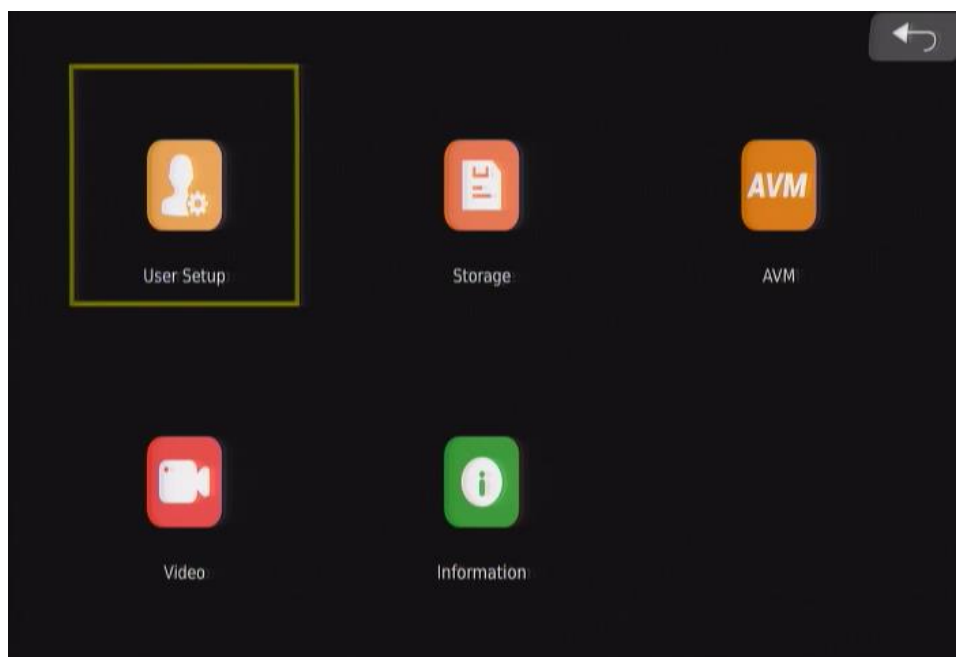 AVM
User Setup
Storage
AVM
Video
Information